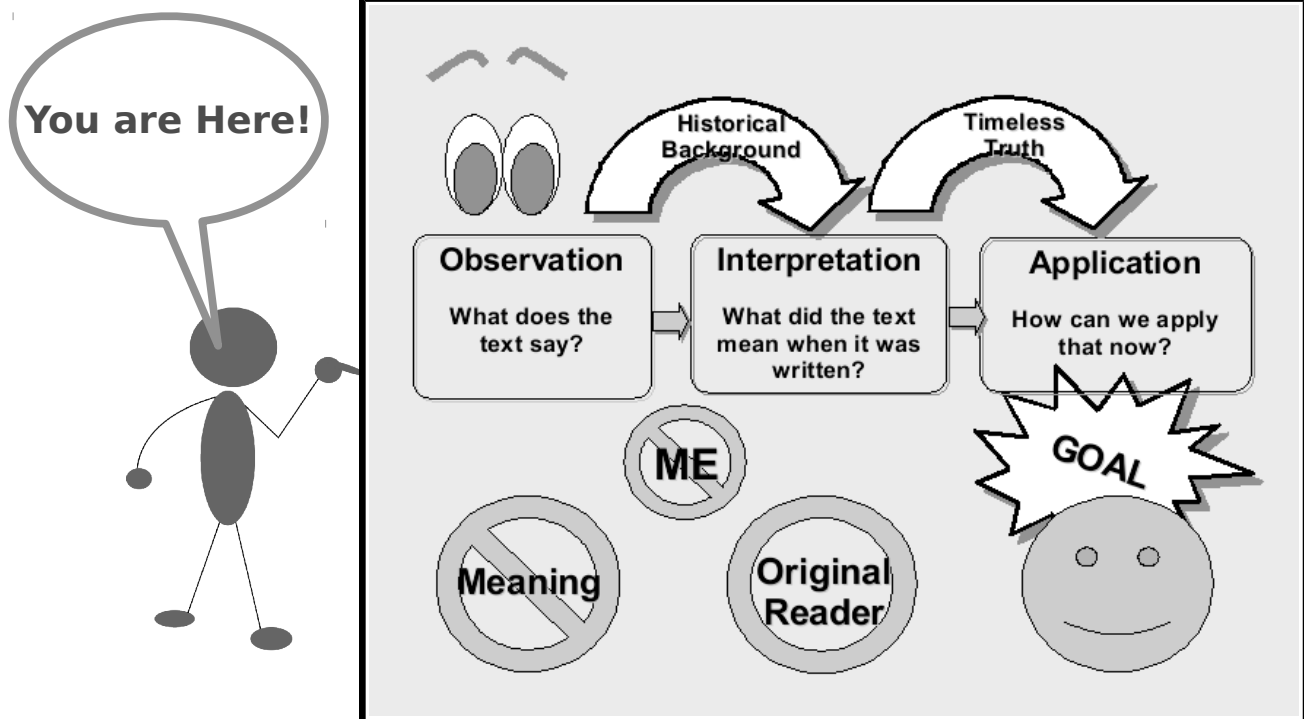 You are Here!
Historical
Background
Timeless
Truth
Observation
What does the
text say?
Interpretation
What did the text
mean when it was
written?
Application
How can we apply
that now?
ME
GOAL
Meaning
Original
Reader